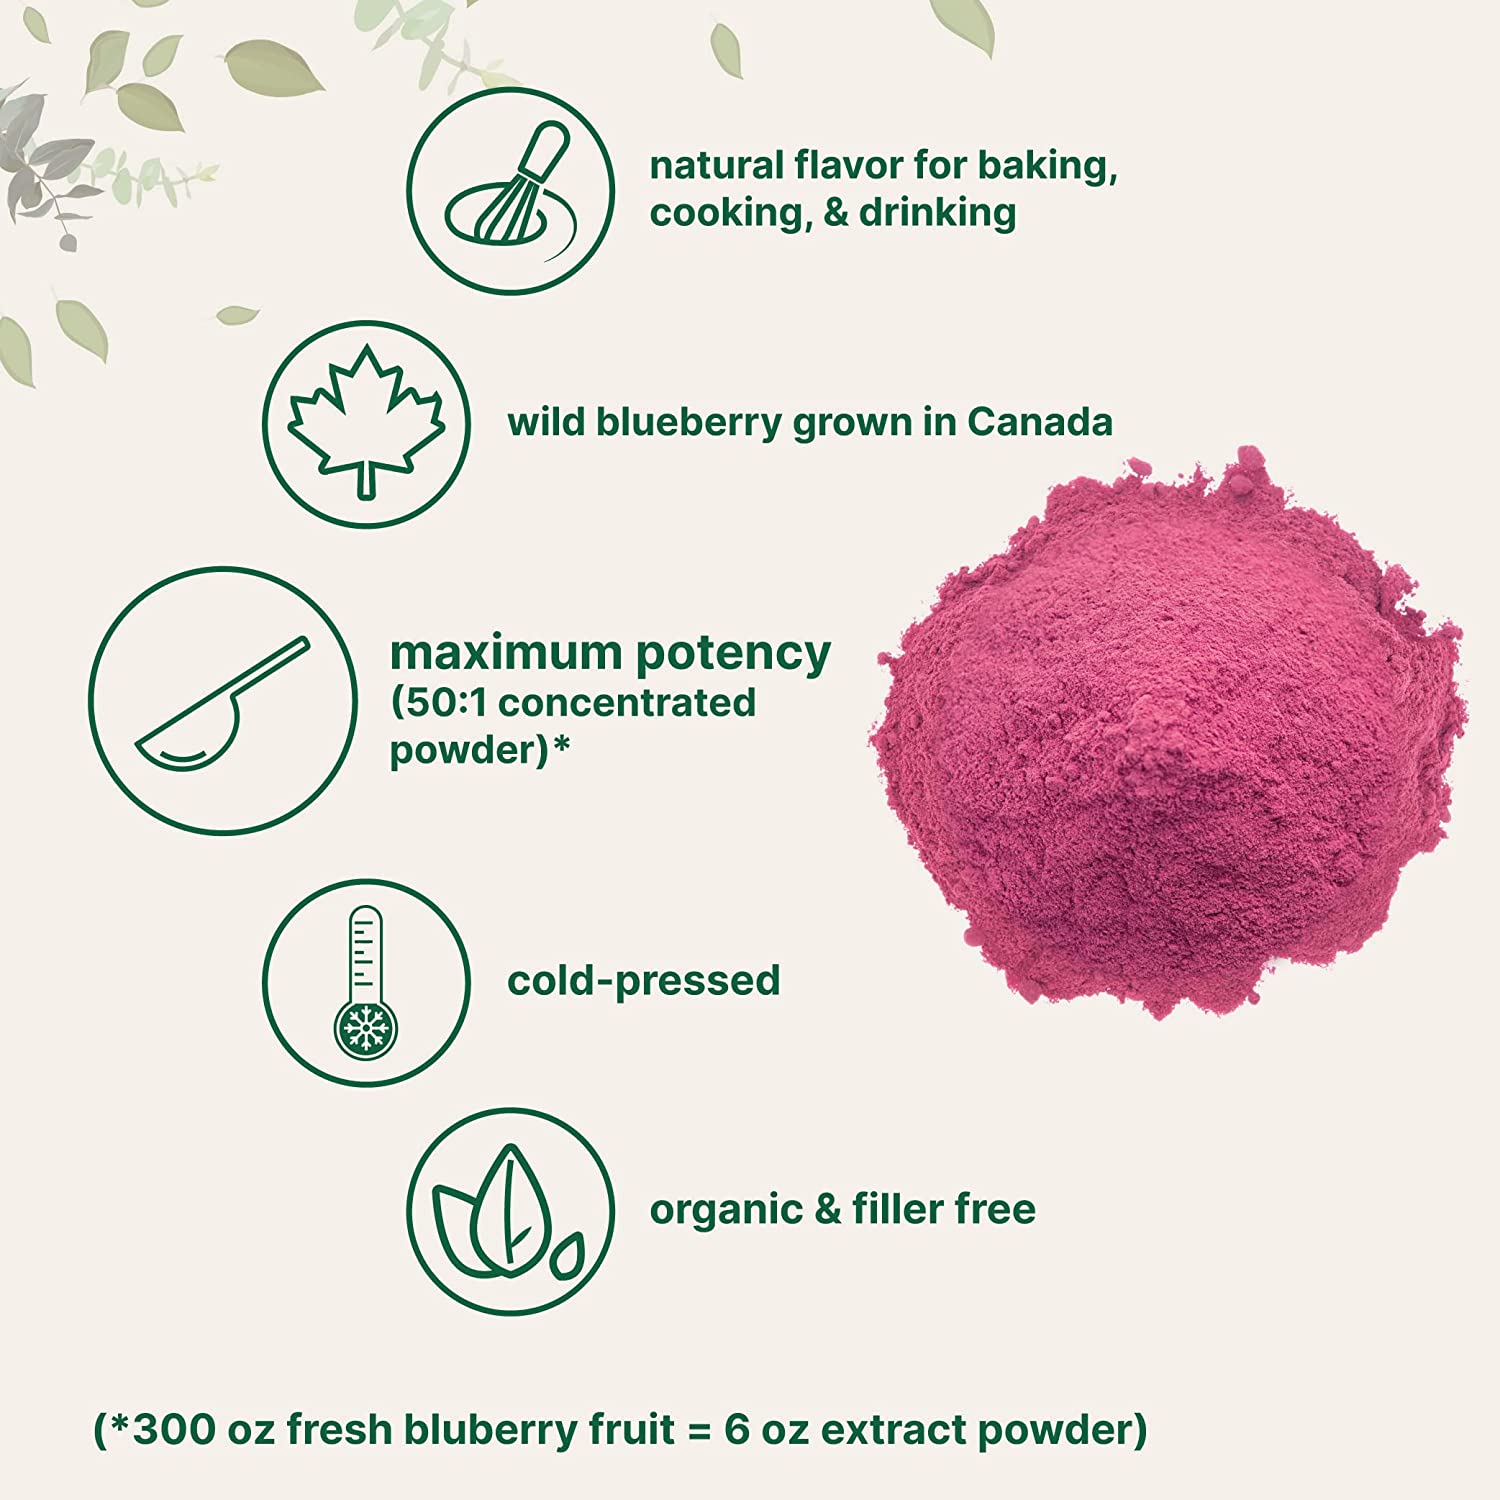 natural flavor for baking,
cooking, & drinking
wild blueberry grown in Canada
maximum potency
(50:1 concentrated
powder)*
cold-pressed
organic & filler free
(*300 oz fresh bluberry fruit = 6 oz extract powder)